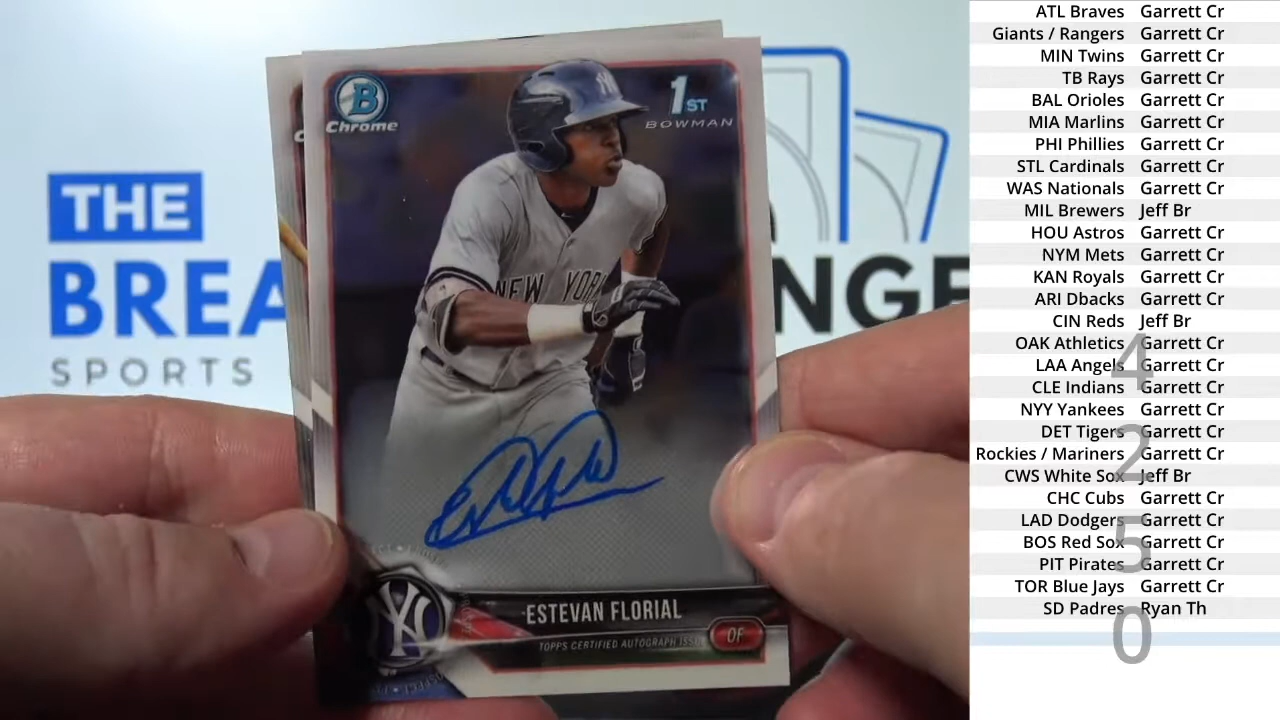 THE
BREA
NGE
SPORTS
B
Chrome
1ST
BOWMAN
NY
NEW YORK
ESTEVAN FLORIAL
TOPPS CERTIFIED AUTOGRAPH ISSU
OF
NY
ATL Braves Garrett Cr
Giants / Rangers Garrett Cr
MIN Twins Garrett Cr
TB Rays Garrett Cr
BAL Orioles Garrett Cr
MIA Marlins Garrett Cr
PHI Phillies Garrett Cr
STL Cardinals Garrett Cr
WAS Nationals Garrett Cr
MIL Brewers Jeff Br
HOU Astros Garrett Cr
NYM Mets Garrett Cr
KAN Royals Garrett Cr
ARI Dbacks Garrett Cr
CIN Reds Jeff Br
OAK Athletics Garrett Cr
LAA Angels Garrett Cr
CLE Indians Garrett Cr
NYY Yankees Garrett Cr
DET Tigers Garrett Cr
Rockies / Mariners Garrett Cr
CWS White Sox Jeff Br
CHC Cubs Garrett Cr
LAD Dodgers Garrett Cr
BOS Red Sox Garrett Cr
PIT Pirates Garrett Cr
TOR Blue Jays Garrett Cr
SD Padres Ryan Th
4
2
5
0